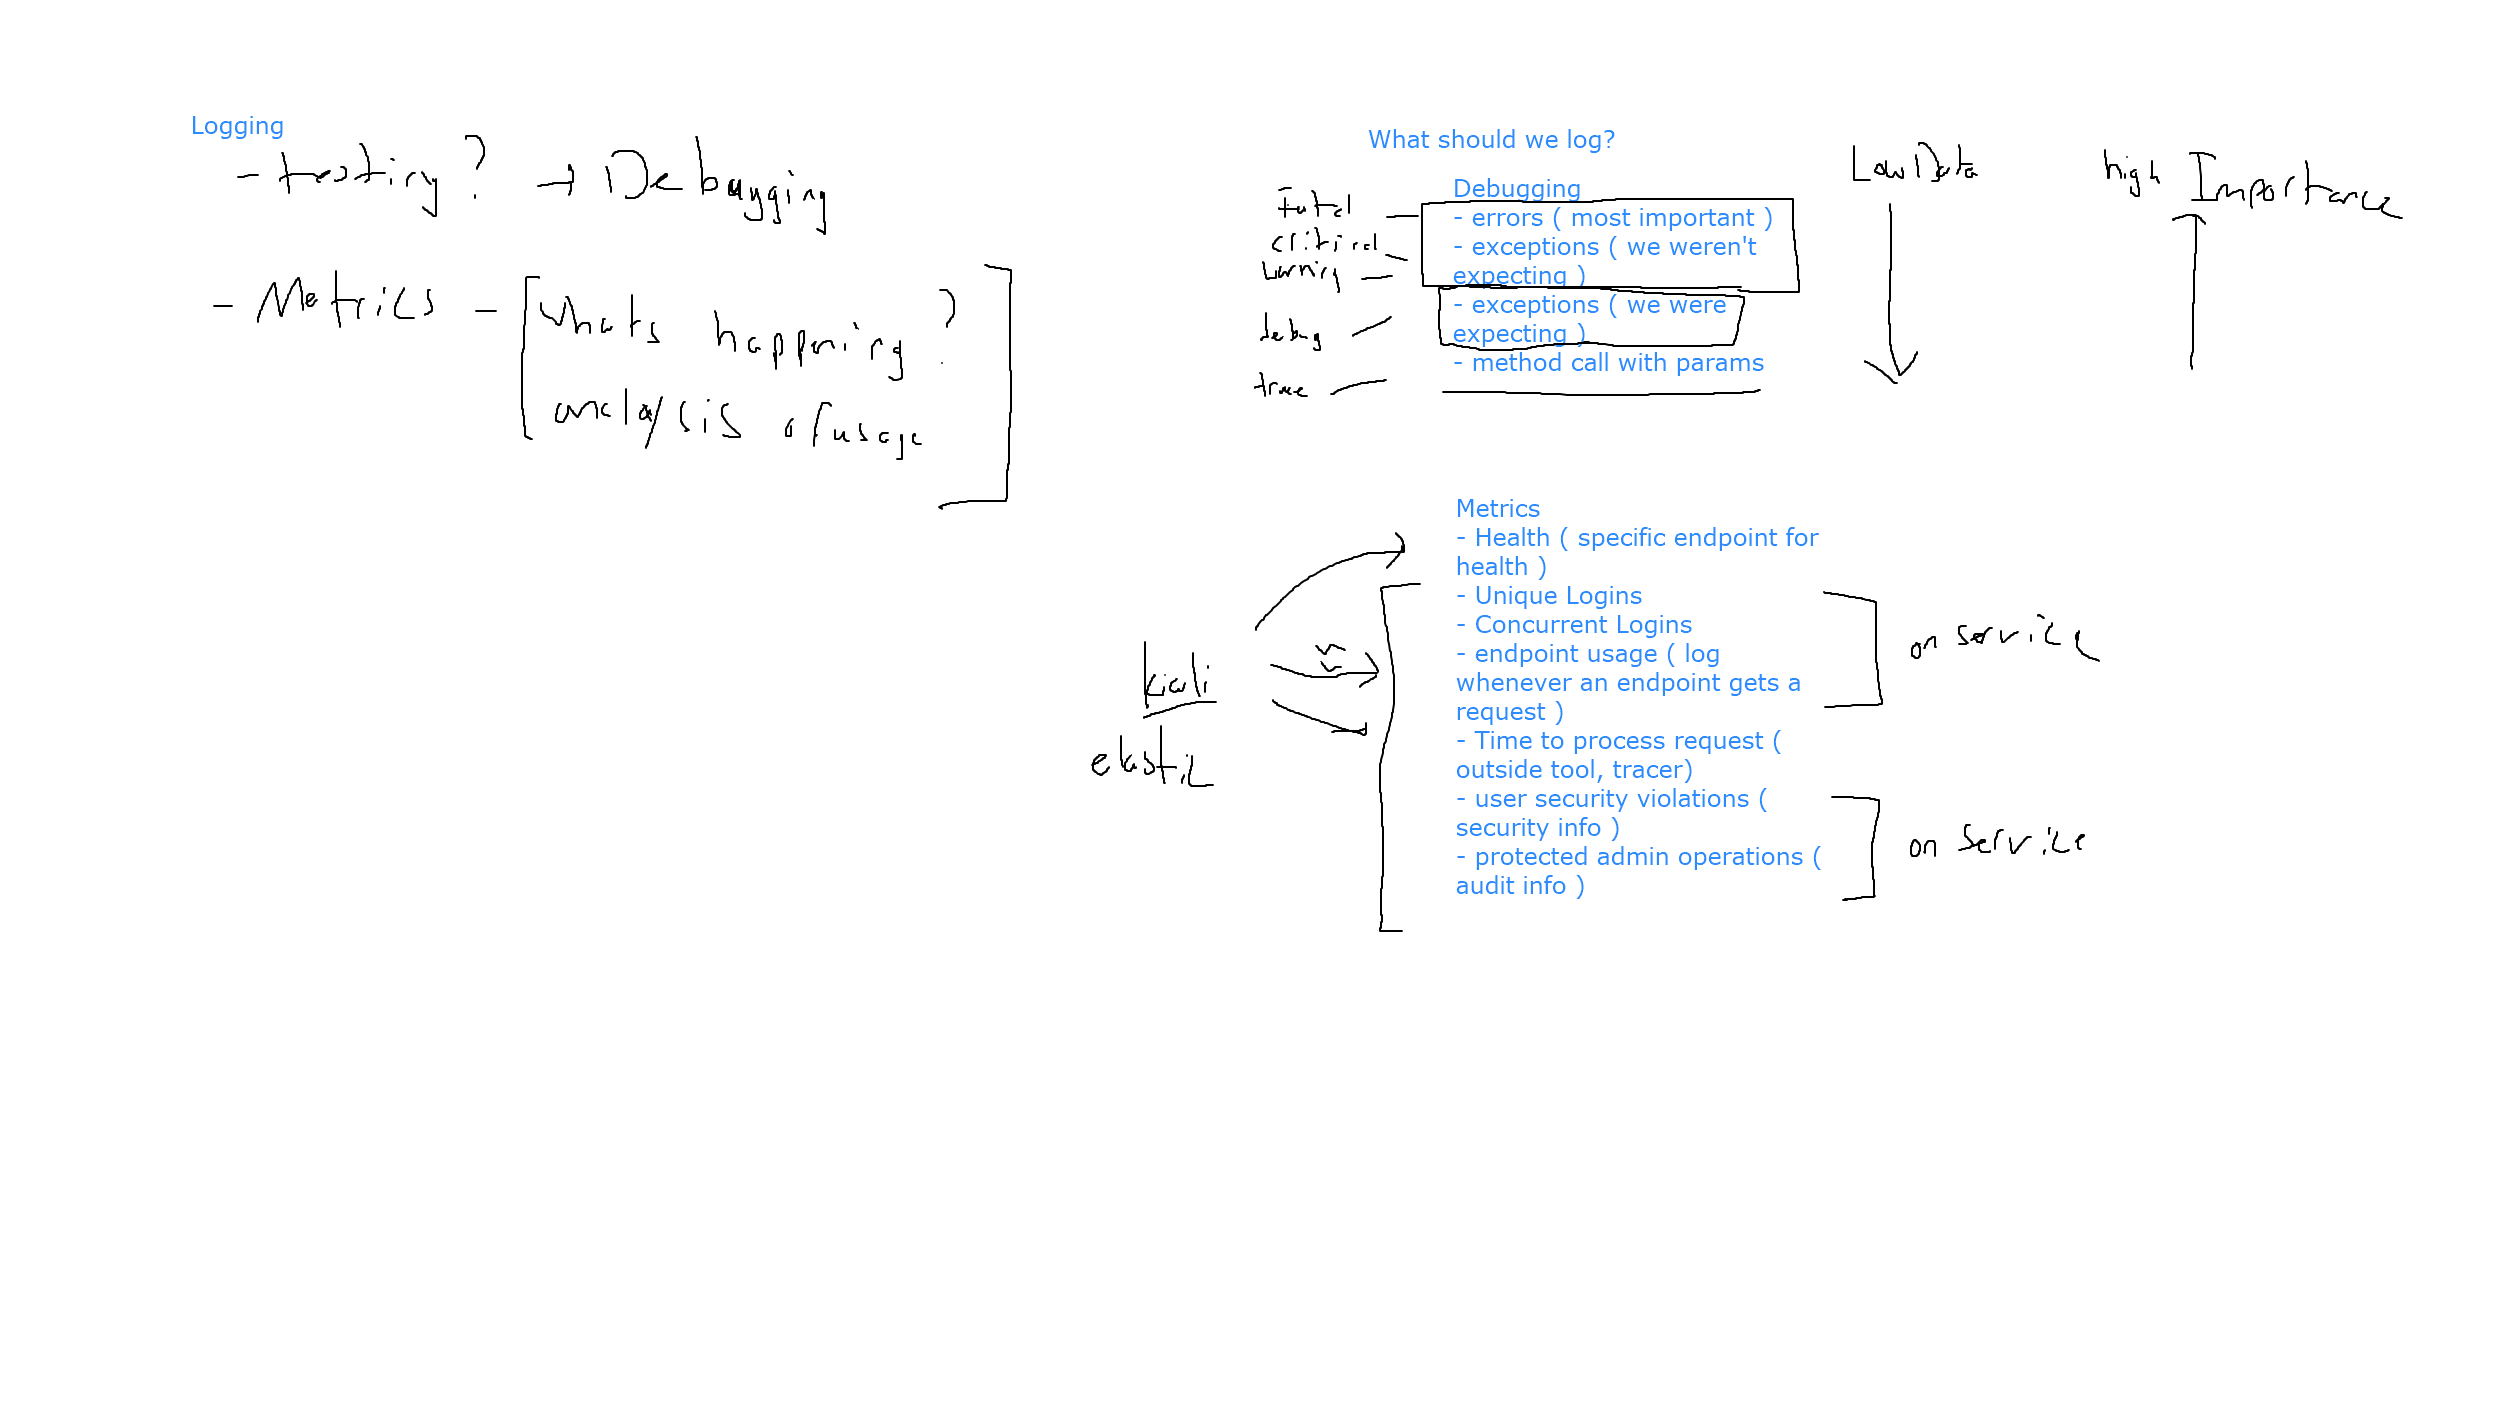 Logging
- testing? → Debugging
- Metrics - [ Whats happening?
analysis of usage ]
What should we log?
Low Data
high Importance
Debugging
Fatal
- errors ( most important )
critical
- exceptions ( we weren't
warning
expecting )
- exceptions ( we were
debug
expecting )
- method call with params
trace
Metrics
- Health ( specific endpoint for
health )
- Unique Logins
- Concurrent Logins
on service
- endpoint usage ( log
whenever an endpoint gets a
request )
elastic
- Time to process request (
outside tool, tracer)
- user security violations (
security info )
on service
- protected admin operations (
audit info )